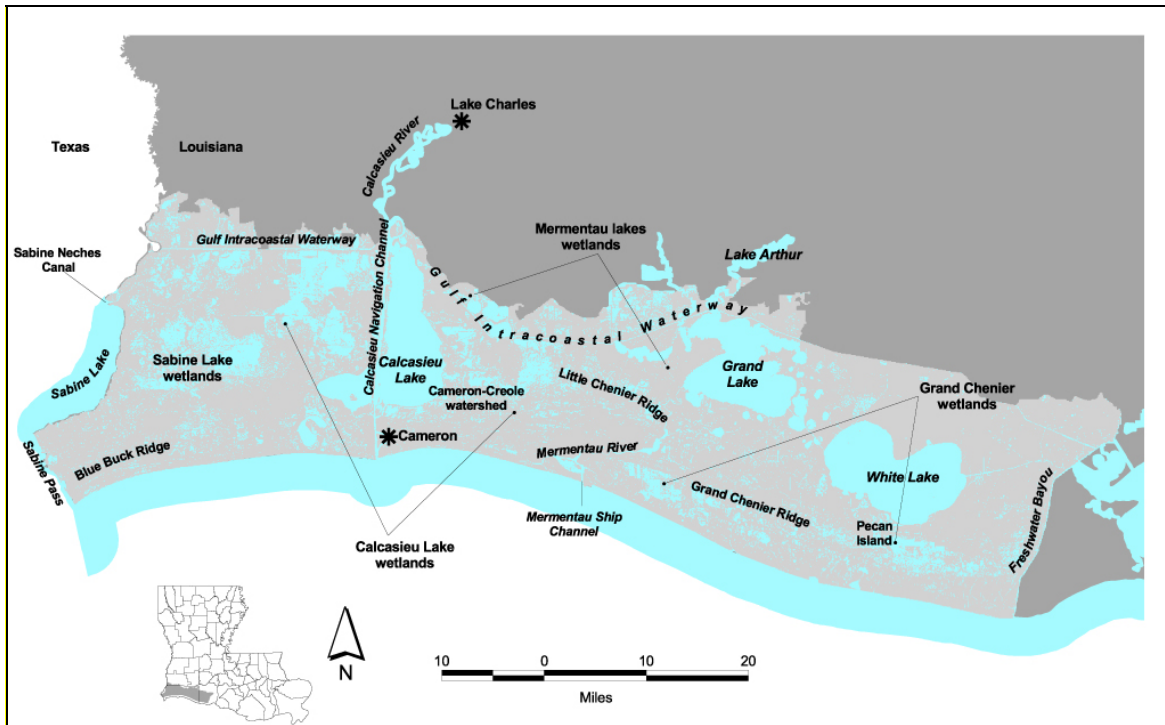 Lake Charles
Texas
Louisiana
Calcasieu River
Mermentau lakes
wetlands
Gulf Intracoastal Waterway
Sabine Neches
Canal
Lake Arthur
Calcasieu Navigation Channel
Gulf Intracoastal Waterway
Sabine Lake
Sabine Lake
wetlands
Calcasieu
Lake
Grand
Lake
Little Chenier Ridge
Cameron-Creole
watershed
Grand Chenier
wetlands
Cameron
Sabine Pass
Blue Buck Ridge
Mermentau River
White Lake
Grand Chenier Ridge
Mermentau Ship
Channel
Pecan
Island
Freshwater Bayou
Calcasieu Lake
wetlands
N
10 0 10 20
Miles